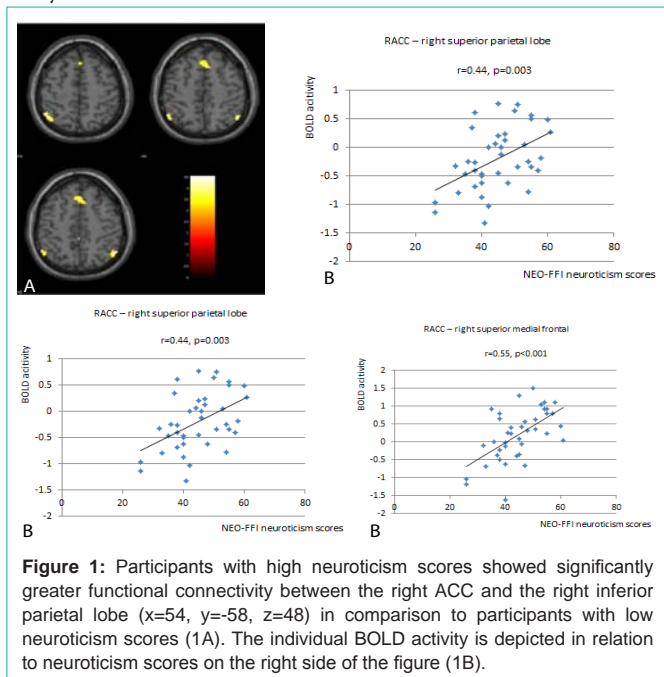 RACC – right superior parietal lobe
r=0.44, p=0.003
BOLD acitivity
1
0.5
0
-0.5
-1
-1.5
-2
0 20 40 60 80
NEO-FFI neuroticism scores
A
B
RACC – right superior parietal lobe
r=0.44, p=0.003
BOLD acitivity
1
0.5
0
-0.5
-1
-1.5
-2
0 20 40 60 80
NEO-FFI neuroticism scores
B
RACC – right superior medial frontal
r=0.55, p<0.001
BOLD acitivity
2
1.5
1
0.5
0
-0.5
-1
-1.5
-2
0 20 40 60 80
NEO-FFI neuroticism scores
B
Figure 1: Participants with high neuroticism scores showed significantly
greater functional connectivity between the right ACC and the right inferior
parietal lobe (x=54, y=-58, z=48) in comparison to participants with low
neuroticism scores (1A). The individual BOLD activity is depicted in relation
to neuroticism scores on the right side of the figure (1B).